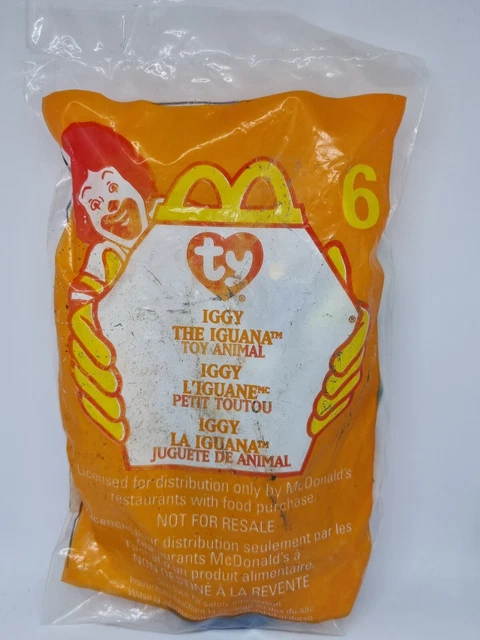 6
ty
®
IGGY
THE IGUANA™
TOY ANIMAL
IGGY
L'IGUANE MC
PETIT TOUTOU
IGGY
LA IGUANA™
JUGUETE DE ANIMAL
Licensed for distribution only by McDonald's
restaurants with food purchase.
NOT FOR RESALE
distribution seulement par les
McDonald's à
produit alimentaire.
À LA REVENTE